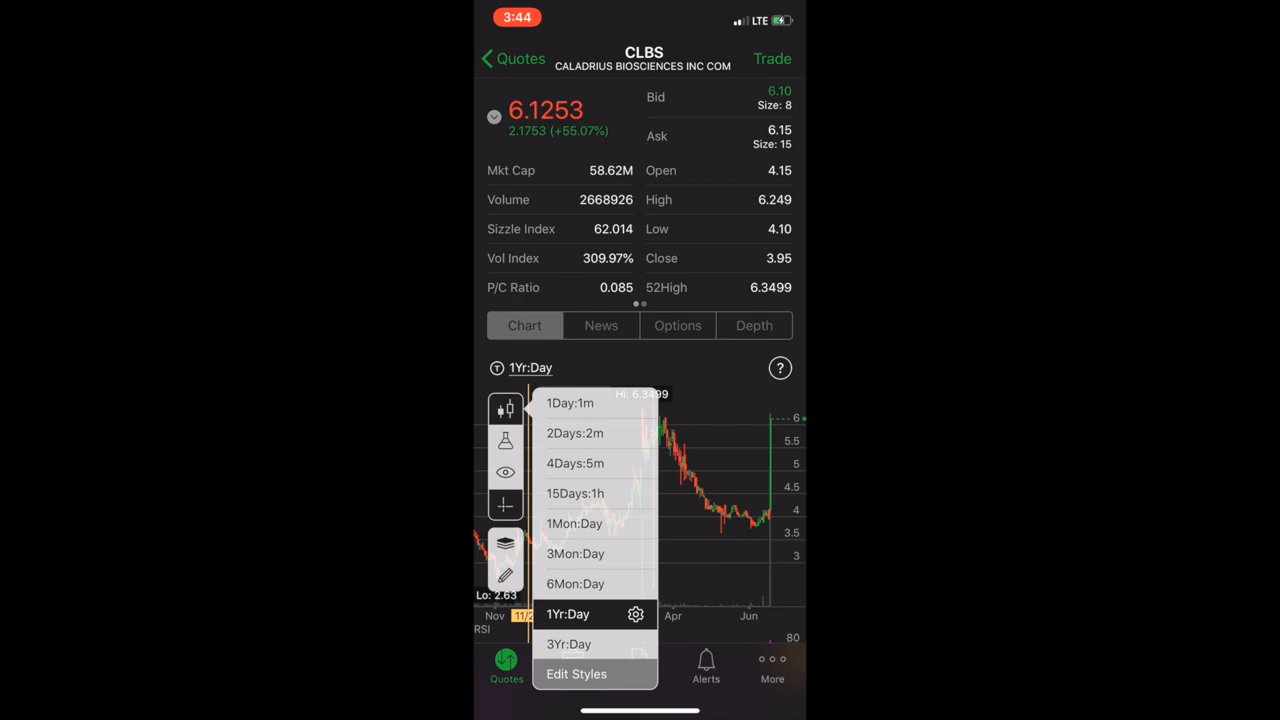 3:44
LTE
Quotes
CLBS
CALADRIUS BIOSCIENCES INC COM
Trade
6.1253
2.1753 (+55.07%)
Bid
6.10
Size: 8
Ask
6.15
Size: 15
Mkt Cap 58.62M Open 4.15
Volume 2668926 High 6.249
Sizzle Index 62.014 Low 4.10
Vol Index 309.97% Close 3.95
P/C Ratio 0.085 52High 6.3499
Chart News Options Depth
T 1Yr:Day ?
Hi: 6.3499
1Day:1m
2Days:2m
4Days:5m
15Days:1h
1Mon:Day
3Mon:Day
6Mon:Day
1Yr:Day
3Yr:Day
Edit Styles
6
5.5
5
4.5
4
3.5
3
Lo: 2.63
Nov 11/2 Apr Jun
RSI
80
Quotes Alerts More